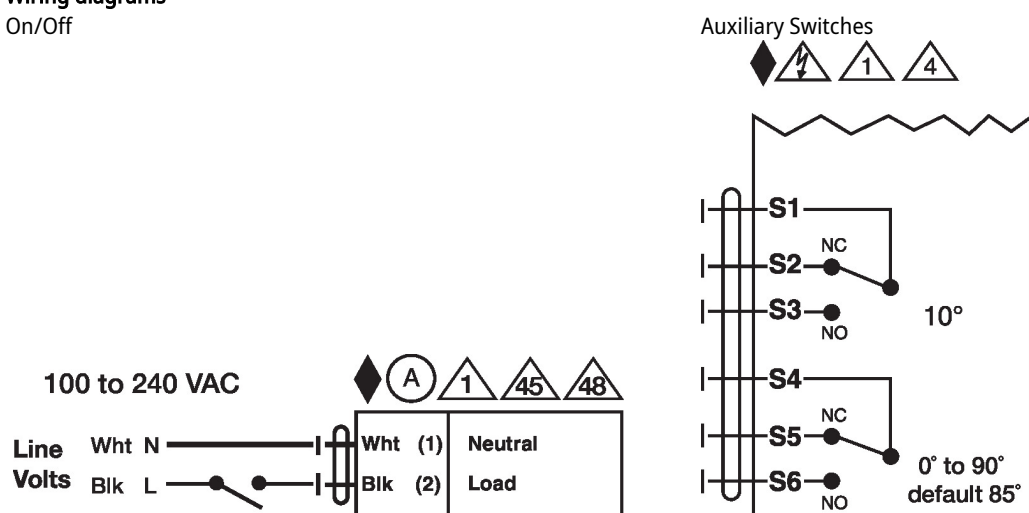 Wiring diagrams
On/Off
Auxiliary Switches
1 4
S1
NC
S2
S3
NO
10°
S4
NC
S5
S6
NO
0° to 90°
default 85°
100 to 240 VAC
A 1 45 48
Line
Volts
Wht N
Wht (1) Neutral
Blk L
Blk (2) Load